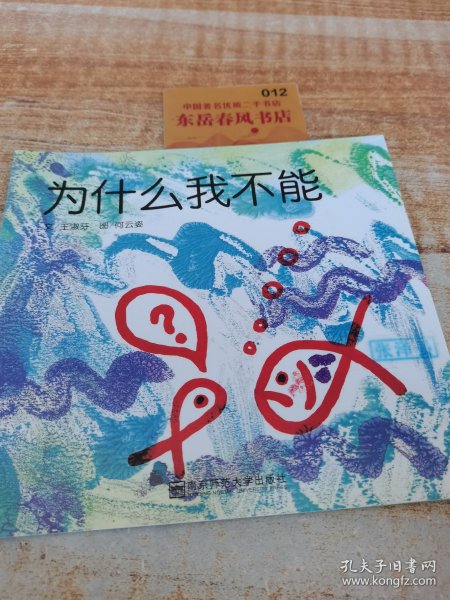 012
中国著名优质二手书店
东岳春风书店
为什么我不能
文 王淑芬 图 何云姿
?
南京师范大学出版社
孔夫子旧书网
www.kongfz.com